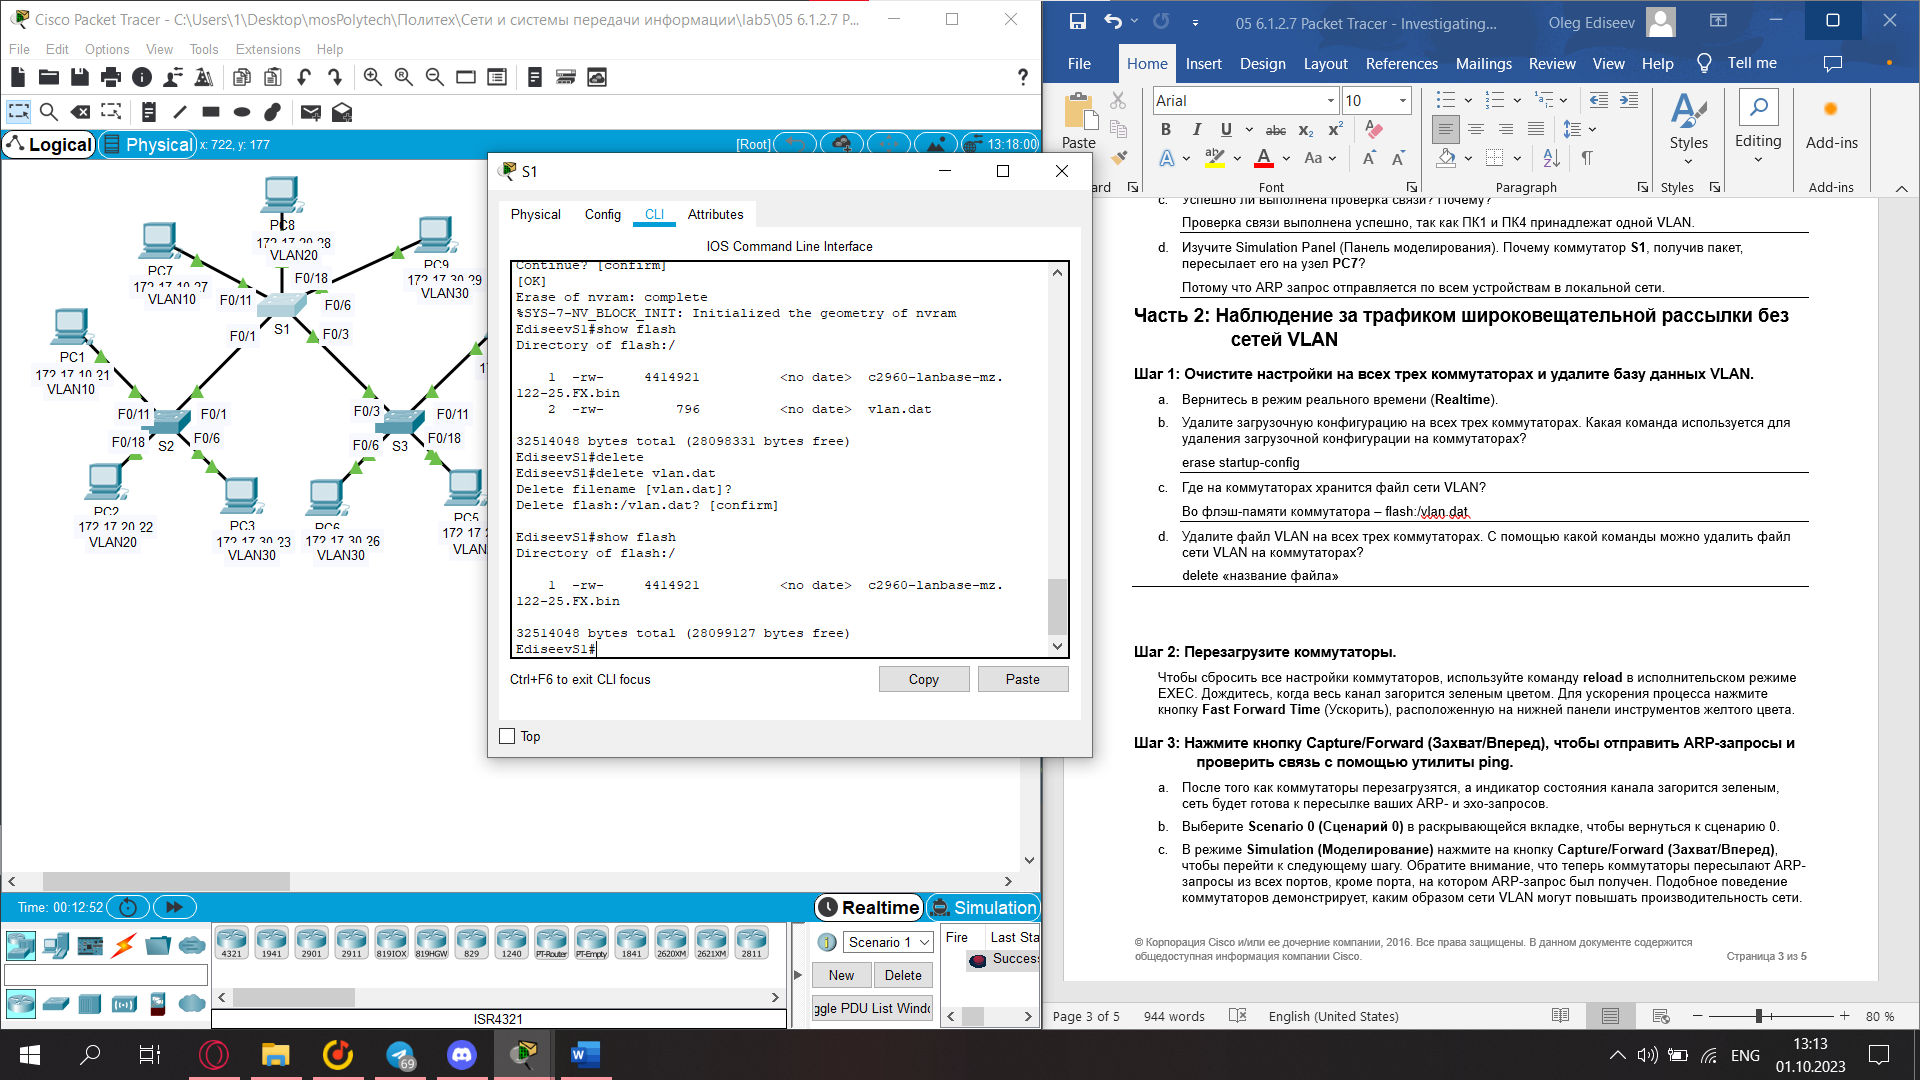 Cisco Packet Tracer - C:\Users\1\Desktop\mosPolytech\Политех\Сети и системы передачи информации\lab5\05 6.1.2.7 P...
File Edit Options View Tools Extensions Help
Logical Physical x: 722, y: 177 [Root] 13:18:00
PC8
172.17.20.28
VLAN20
PC7
172.17.10.27
VLAN10
PC9
172.17.30.29
VLAN30
F0/18
F0/11
F0/6
S1
F0/1
F0/3
PC1
172.17.10.21
VLAN10
F0/11
F0/1
F0/3
F0/11
F0/18
S2
F0/6
F0/6
S3
F0/18
PC2
172.17.20.22
VLAN20
PC3
172.17.30.23
VLAN30
PC6
172.17.30.26
VLAN30
PC5
172.17.2
VLAN
S1
Physical Config CLI Attributes
IOS Command Line Interface
Continue? [confirm]
[OK]
Erase of nvram: complete
%SYS-7-NV_BLOCK_INIT: Initialized the geometry of nvram
EdiseevS1#show flash
Directory of flash:/
1 -rw- 4414921 <no date> c2960-lanbase-mz.
122-25.FX.bin
2 -rw- 796 <no date> vlan.dat
32514048 bytes total (28098331 bytes free)
EdiseevS1#delete
EdiseevS1#delete vlan.dat
Delete filename [vlan.dat]?
Delete flash:/vlan.dat? [confirm]
EdiseevS1#show flash
Directory of flash:/
1 -rw- 4414921 <no date> c2960-lanbase-mz.
122-25.FX.bin
32514048 bytes total (28099127 bytes free)
EdiseevS1#
Ctrl+F6 to exit CLI focus
Copy Paste
Top
Time: 00:12:52
Realtime Simulation
4321 1941 2901 2911 819IOX 819HGW 829 1240 PT-Router PT-Empty 1841 2620XM 2621XM 2811
ISR4321
Scenario 1
New Delete
ggle PDU List Windo
Fire Last Sta
Succes
05 6.1.2.7 Packet Tracer - Investigating...
Oleg Ediseev
File Home Insert Design Layout References Mailings Review View Help Tell me
Paste
Arial 10
Styles Editing Add-ins
ard Font Paragraph Styles Add-ins
c. Успешно ли выполнена проверка связи? Почему?
Проверка связи выполнена успешно, так как ПК1 и ПК4 принадлежат одной VLAN.
d. Изучите Simulation Panel (Панель моделирования). Почему коммутатор S1, получив пакет,
пересылает его на узел PC7?
Потому что ARP запрос отправляется по всем устройствам в локальной сети.
Часть 2: Наблюдение за трафиком широковещательной рассылки без
сетей VLAN
Шаг 1: Очистите настройки на всех трех коммутаторах и удалите базу данных VLAN.
a. Вернитесь в режим реального времени (Realtime).
b. Удалите загрузочную конфигурацию на всех трех коммутаторах. Какая команда используется для
удаления загрузочной конфигурации на коммутаторах?
erase startup-config
c. Где на коммутаторах хранится файл сети VLAN?
Во флэш-памяти коммутатора – flash:/vlan.dat
d. Удалите файл VLAN на всех трех коммутаторах. С помощью какой команды можно удалить файл
сети VLAN на коммутаторах?
delete «название файла»
Шаг 2: Перезагрузите коммутаторы.
Чтобы сбросить все настройки коммутаторов, используйте команду reload в исполнительском режиме
EXEC. Дождитесь, когда весь канал загорится зеленым цветом. Для ускорения процесса нажмите
кнопку Fast Forward Time (Ускорить), расположенную на нижней панели инструментов желтого цвета.
Шаг 3: Нажмите кнопку Capture/Forward (Захват/Вперед), чтобы отправить ARP-запросы и
проверить связь с помощью утилиты ping.
a. После того как коммутаторы перезагрузятся, а индикатор состояния канала загорится зеленым,
сеть будет готова к пересылке ваших ARP- и эхо-запросов.
b. Выберите Scenario 0 (Сценарий 0) в раскрывающейся вкладке, чтобы вернуться к сценарию 0.
c. В режиме Simulation (Моделирование) нажмите на кнопку Capture/Forward (Захват/Вперед),
чтобы перейти к следующему шагу. Обратите внимание, что теперь коммутаторы пересылают ARP-
запросы из всех портов, кроме порта, на котором ARP-запрос был получен. Подобное поведение
коммутаторов демонстрирует, каким образом сети VLAN могут повышать производительность сети.
© Корпорация Cisco и/или ее дочерние компании, 2016. Все права защищены. В данном документе содержится
общедоступная информация компании Cisco. Страница 3 из 5
Page 3 of 5 944 words English (United States) 80 %
69
ENG
13:13
01.10.2023